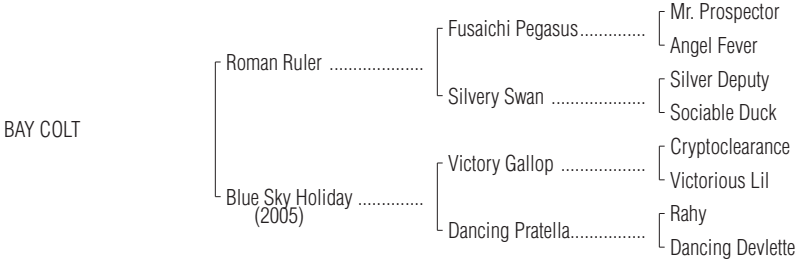 Mr. Prospector
Fusaichi Pegasus..............
Angel Fever
Roman Ruler ....................
Silver Deputy
Silvery Swan ....................
Sociable Duck
BAY COLT
Cryptoclearance
Victory Gallop ..................
Victorious Lil
Blue Sky Holiday ..............
(2005)
Rahy
Dancing Pratella................
Dancing Devlette